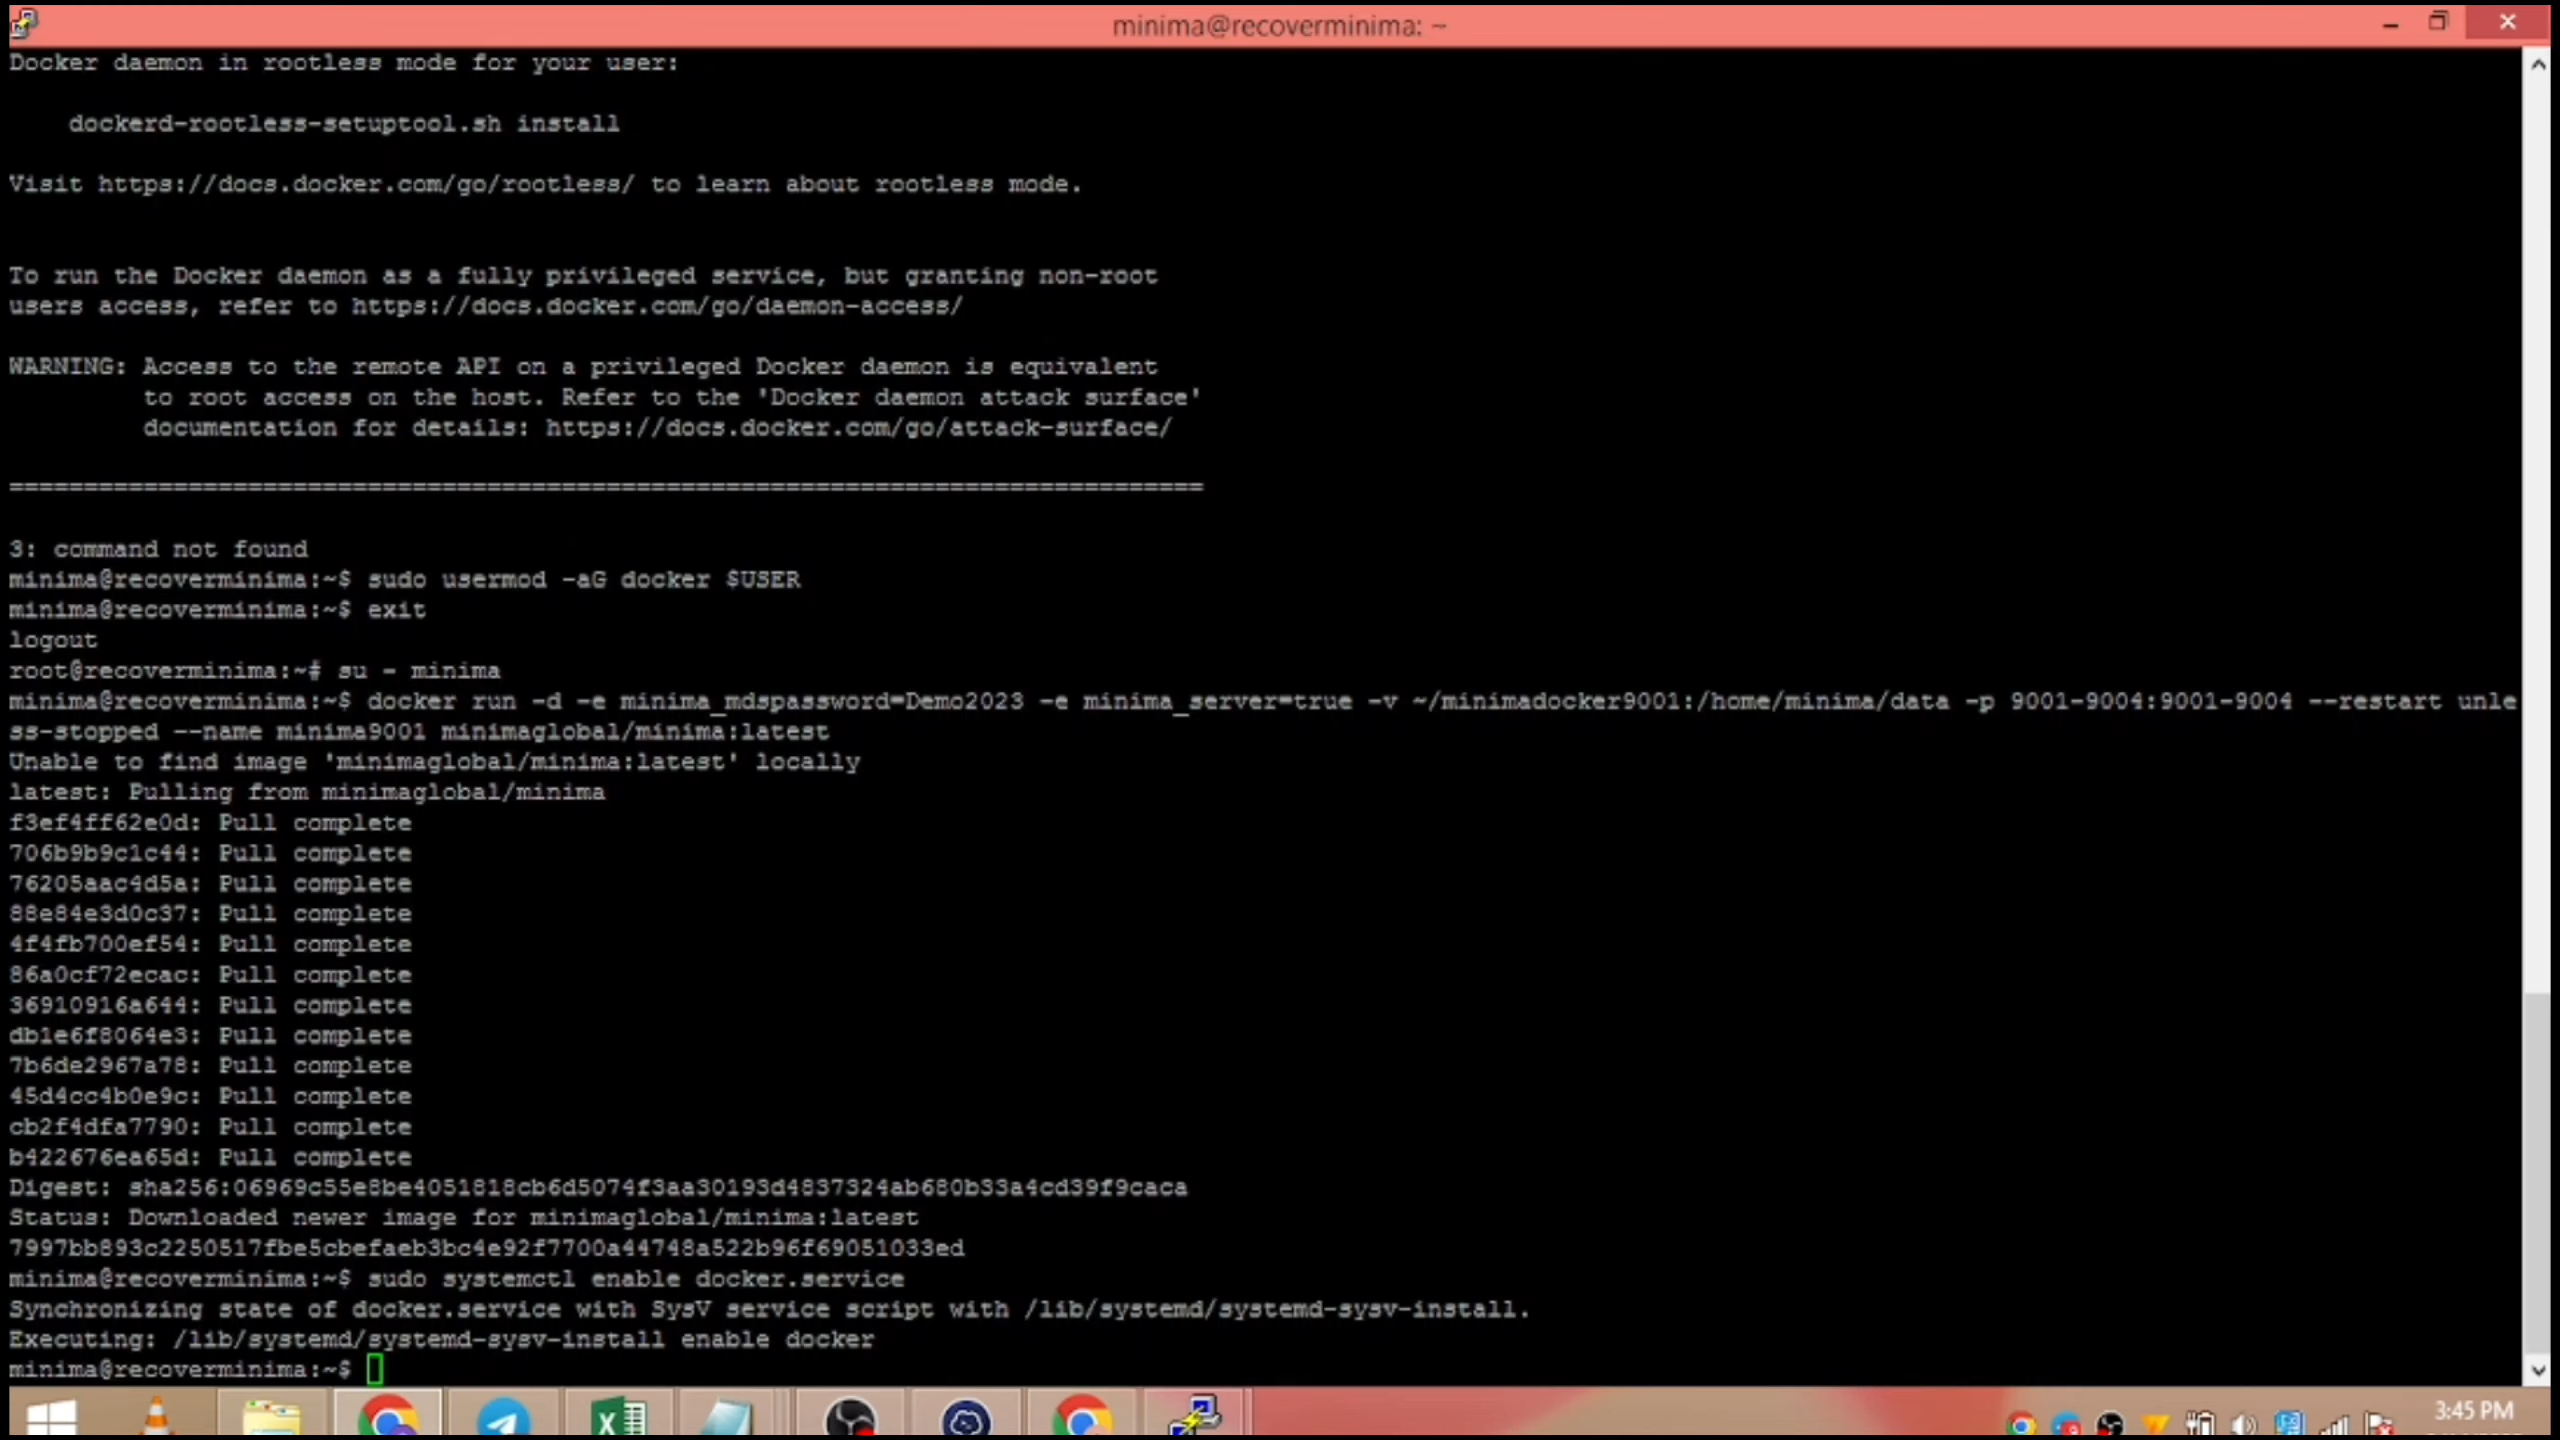 minima@recoverminima: ~
Docker daemon in rootless mode for your user:
dockerd-rootless-setuptool.sh install
Visit https://docs.docker.com/go/rootless/ to learn about rootless mode.
To run the Docker daemon as a fully privileged service, but granting non-root
users access, refer to https://docs.docker.com/go/daemon-access/
WARNING: Access to the remote API on a privileged Docker daemon is equivalent
to root access on the host. Refer to the 'Docker daemon attack surface'
documentation for details: https://docs.docker.com/go/attack-surface/
================================================================================
3: command not found
minima@recoverminima:~$ sudo usermod -aG docker $USER
minima@recoverminima:~$ exit
logout
root@recoverminima:~# su - minima
minima@recoverminima:~$ docker run -d -e minima_mdspassword=Demo2023 -e minima_server=true -v ~/minimadocker9001:/home/minima/data -p 9001-9004:9001-9004 --restart unle
ss-stopped --name minima9001 minimaglobal/minima:latest
Unable to find image 'minimaglobal/minima:latest' locally
latest: Pulling from minimaglobal/minima
f3ef4ff62e0d: Pull complete
706b9b9c1c44: Pull complete
76205aac4d5a: Pull complete
88e84e3d0c37: Pull complete
4f4fb700ef54: Pull complete
86a0cf72ecac: Pull complete
36910916a644: Pull complete
db1e6f8064e3: Pull complete
7b6de2967a78: Pull complete
45d4cc4b0e9c: Pull complete
cb2f4dfa7790: Pull complete
b422676ea65d: Pull complete
Digest: sha256:06969c55e8be4051818cb6d5074f3aa30193d4837324ab680b33a4cd39f9caca
Status: Downloaded newer image for minimaglobal/minima:latest
7997bb893c2250517fbe5cbefaeb3bc4e92f7700a44748a522b96f69051033ed
minima@recoverminima:~$ sudo systemctl enable docker.service
Synchronizing state of docker.service with SysV service script with /lib/systemd/systemd-sysv-install.
Executing: /lib/systemd/systemd-sysv-install enable docker
minima@recoverminima:~$
3:45 PM